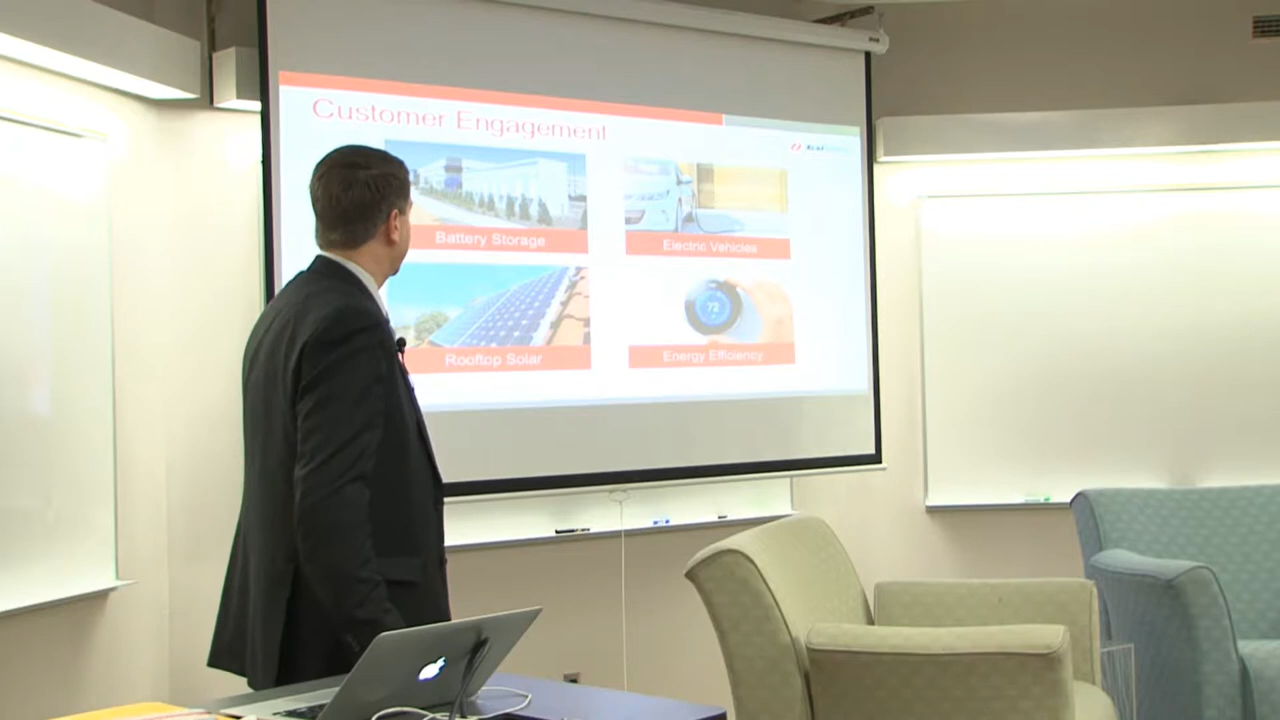 Customer Engagement
Battery Storage
Electric Vehicles
72
Rooftop Solar
Energy Efficiency